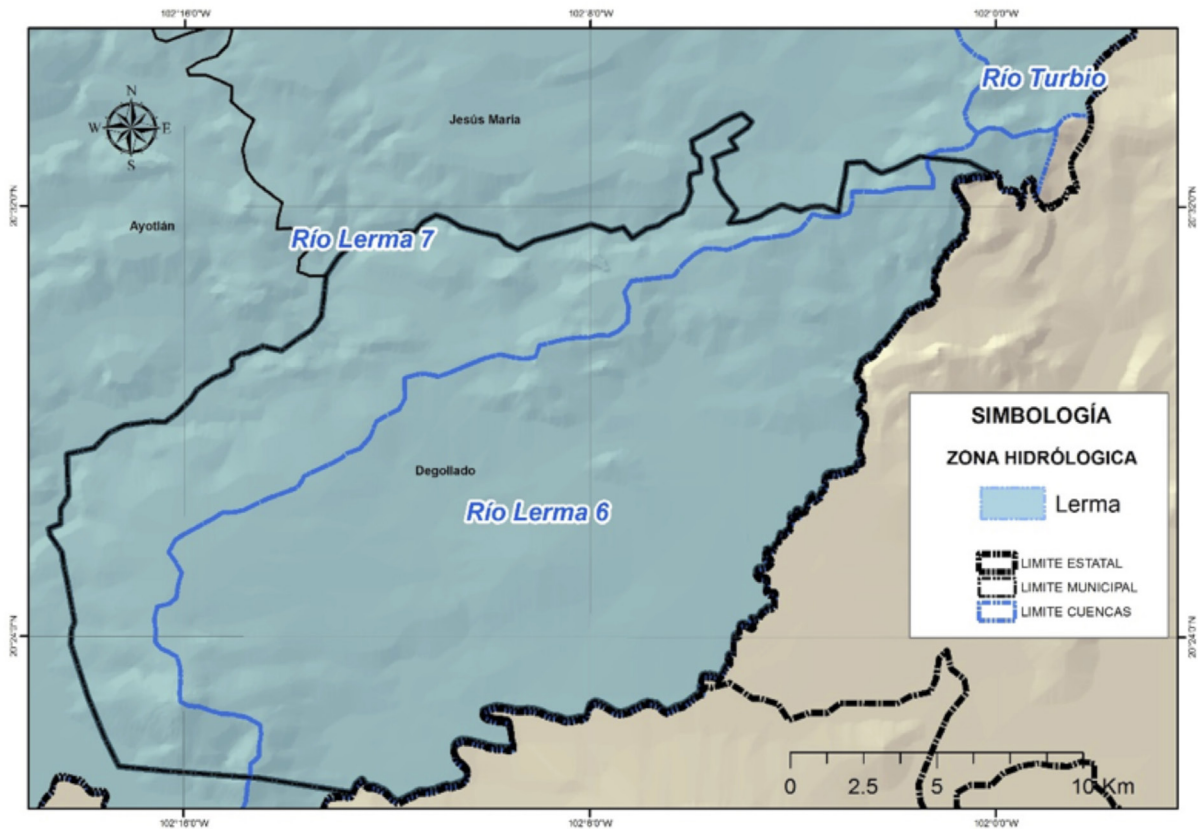 102°16'0"W
102°8'0"W
102°0'0"W
Río Turbio
N
W
E
S
Jesús Maria
20°32'0"N
20°32'0"N
Ayotlán
Río Lerma 7
SIMBOLOGÍA
ZONA HIDRÓLOGICA
Lerma
Degollado
Río Lerma 6
LIMITE ESTATAL
LIMITE MUNICIPAL
LIMITE CUENCAS
20°24'0"N
20°24'0"N
0
2.5
5
10 Km
102°16'0"W
102°8'0"W
102°0'0"W